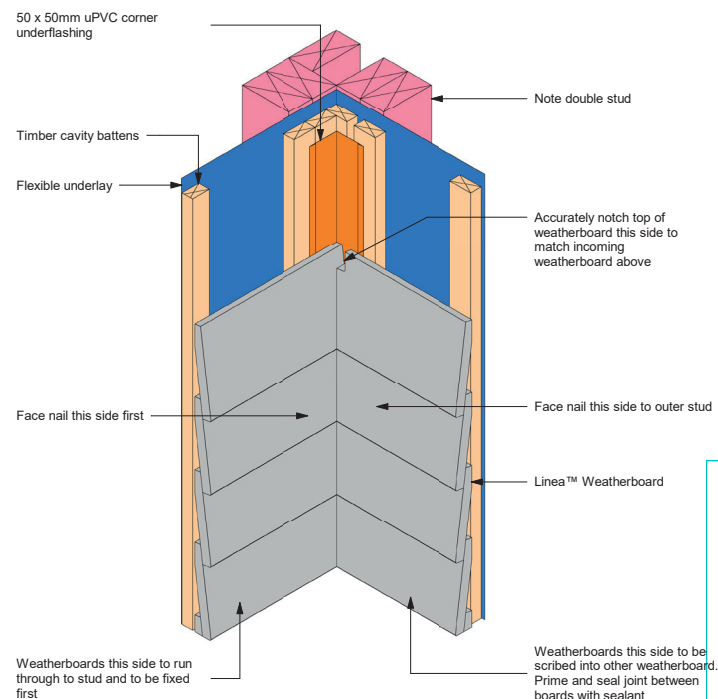 50 x 50mm uPVC corner
underflashing
Note double stud
Timber cavity battens
Flexible underlay
Accurately notch top of
weatherboard this side to
match incoming
weatherboard above
Face nail this side first
Face nail this side to outer stud
Linea™ Weatherboard
Weatherboards this side to run
through to stud and to be fixed
first
Weatherboards this side to be
scribed into other weatherboard.
Prime and seal joint between
boards with sealant